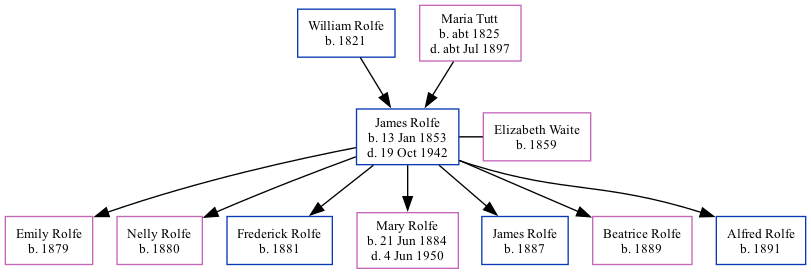 William Rolfe
b. 1821
Maria Tutt
b. abt 1825
d. abt Jul 1897
James Rolfe
b. 13 Jan 1853
d. 19 Oct 1942
Elizabeth Waite
b. 1859
Emily Rolfe
b. 1879
Nelly Rolfe
b. 1880
Frederick Rolfe
b. 1881
Mary Rolfe
b. 21 Jun 1884
d. 4 Jun 1950
James Rolfe
b. 1887
Beatrice Rolfe
b. 1889
Alfred Rolfe
b. 1891